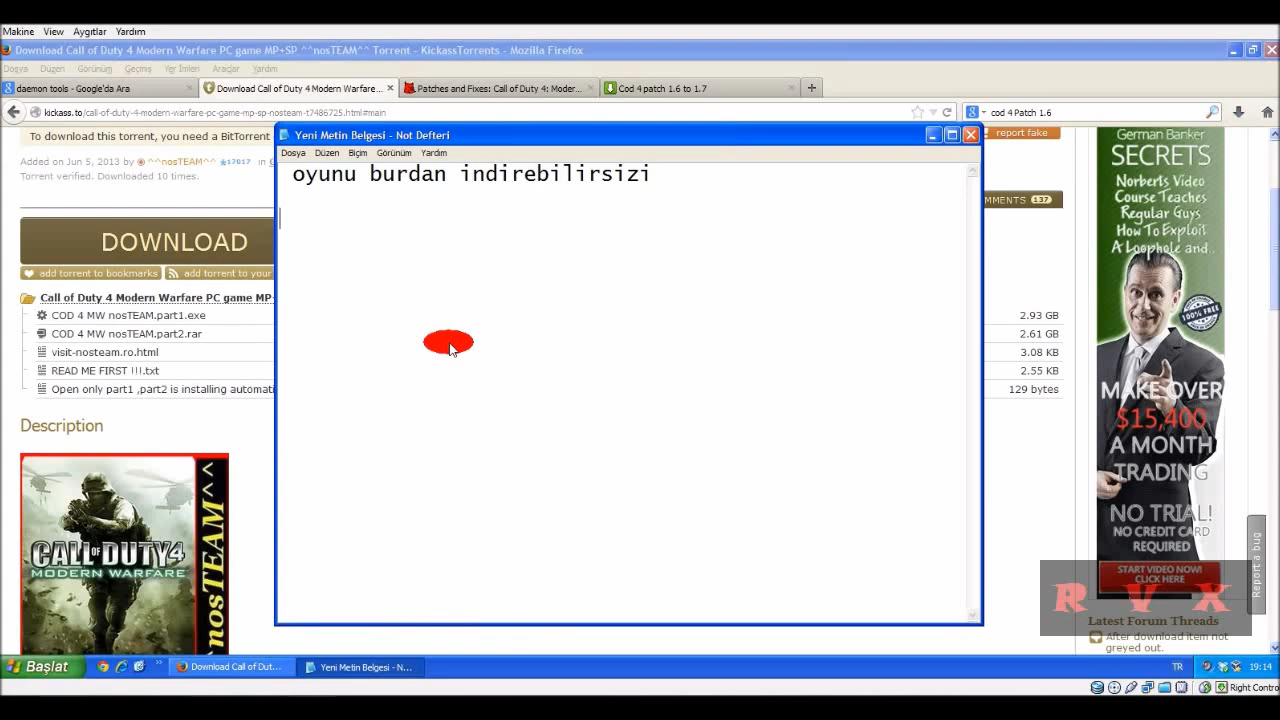 Makine View Aygıtlar Yardım
Download Call of Duty 4 Modern Warfare PC game MP+SP ^^nosTEAM^^ Torrent - KickassTorrents - Mozilla Firefox
Dosya Düzen Görünüm Geçmiş Yer İmleri Araçlar Yardım
daemon tools - Google'da Ara
Download Call of Duty 4 Modern Warfare...
Patches and Fixes: Call of Duty 4: Moder...
Cod 4 patch 1.6 to 1.7
kickass.to/call-of-duty-4-modern-warfare-pc-game-mp-sp-nosteam-t7486725.html#main
cod 4 Patch 1.6
To download this torrent, you need a BitTorrent
report fake
Added on Jun 5, 2013 by ^^nosTEAM^^ 17017 in
Torrent verified. Downloaded 10 times.
MMENTS 137
DOWNLOAD
add torrent to bookmarks
add torrent to your
Call of Duty 4 Modern Warfare PC game MP+
COD 4 MW nosTEAM.part1.exe 2.93 GB
COD 4 MW nosTEAM.part2.rar 2.61 GB
visit-nosteam.ro.html 3.08 KB
READ ME FIRST !!!.txt 2.55 KB
Open only part1 ,part2 is installing automati 129 bytes
Description
CALL OF DUTY 4
MODERN WARFARE
^nosTEAM^^
Yeni Metin Belgesi - Not Defteri
Dosya Düzen Biçim Görünüm Yardım
oyunu burdan indirebilirsizi
German Banker
SECRETS
Norberts Video
Course Teaches
Regular Guys
How To Exploit
A Loophole and..
100% FREE
MAKE OVER
$15,400
A MONTH
TRADING
NO TRIAL!
NO CREDIT CARD
REQUIRED
START VIDEO NOW!
CLICK HERE
Report a bug
R V X
Latest Forum Threads
After download item not
greyed out.
Başlat
Download Call of Dut...
Yeni Metin Belgesi - N...
TR
19:14
Right Contro